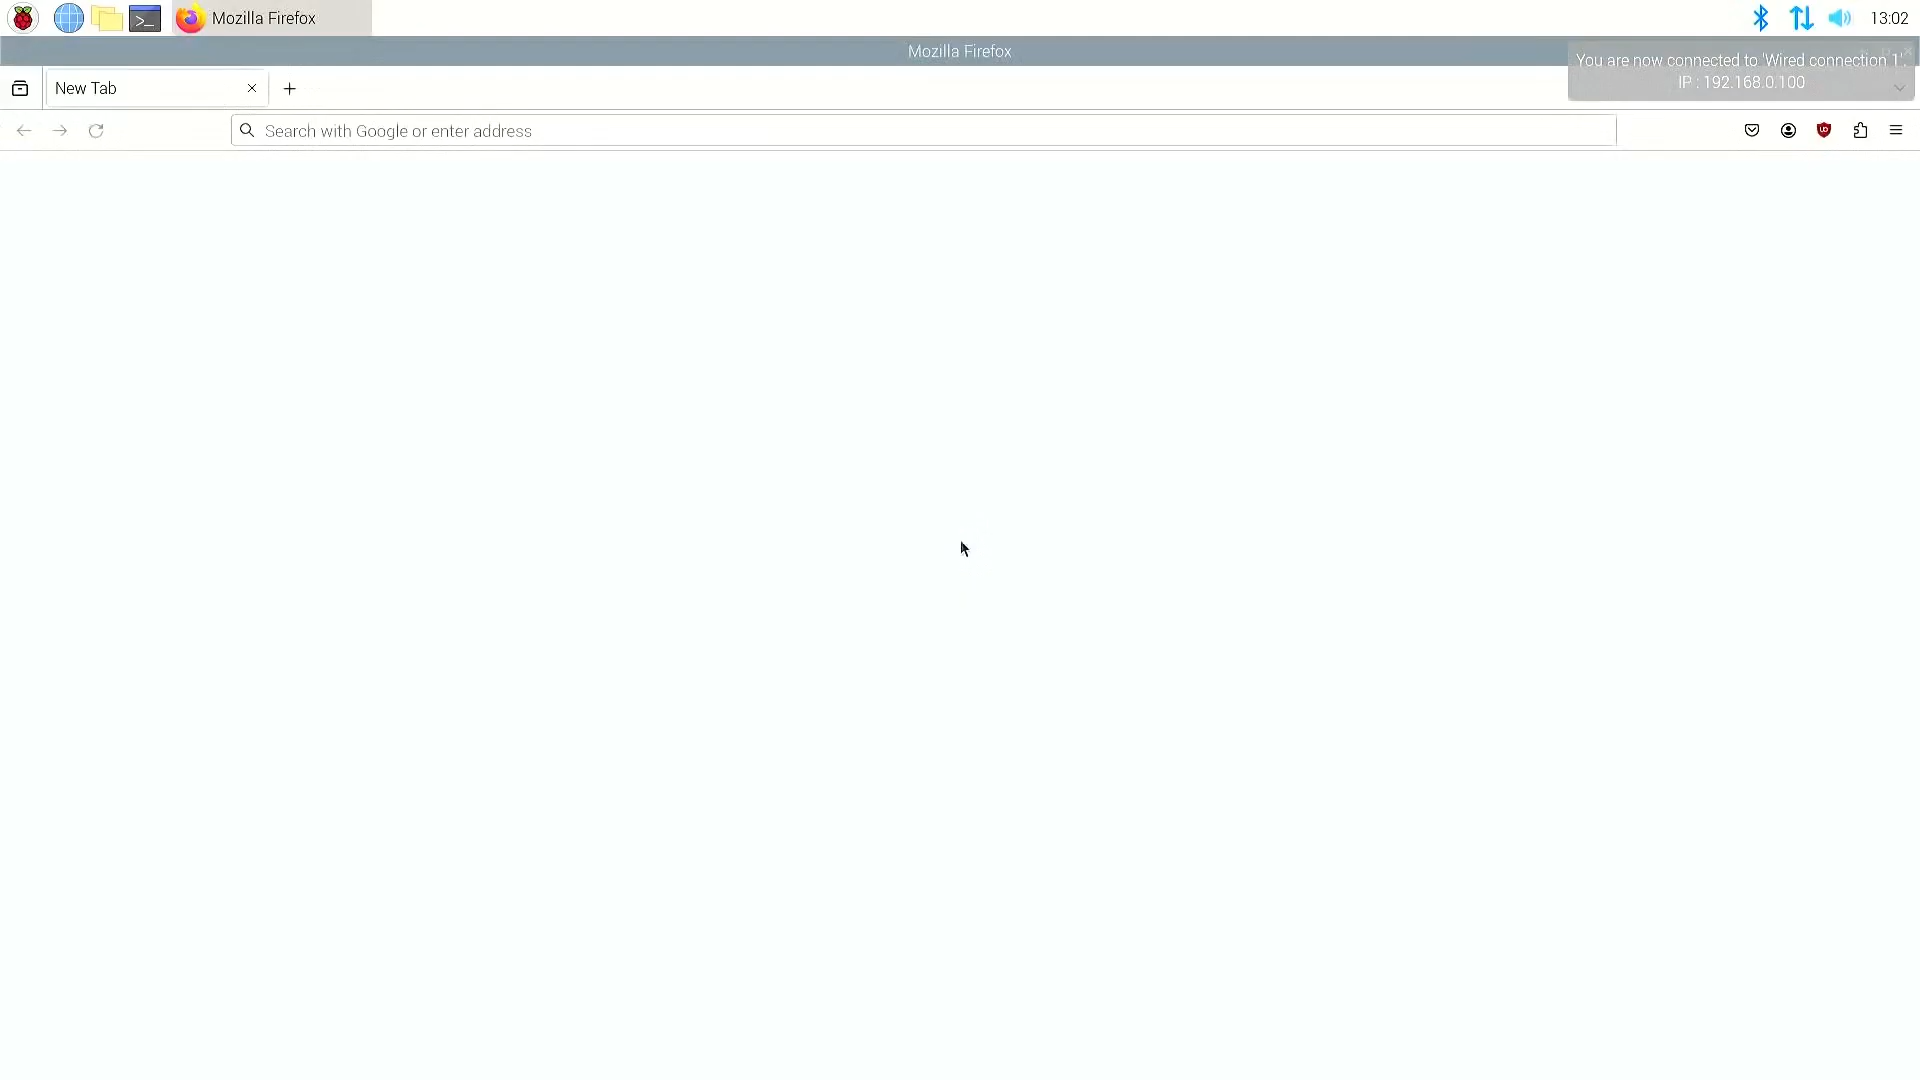 Mozilla Firefox
13:02
Mozilla Firefox
You are now connected to 'Wired connection 1'.
IP : 192.168.0.100
New Tab
Search with Google or enter address